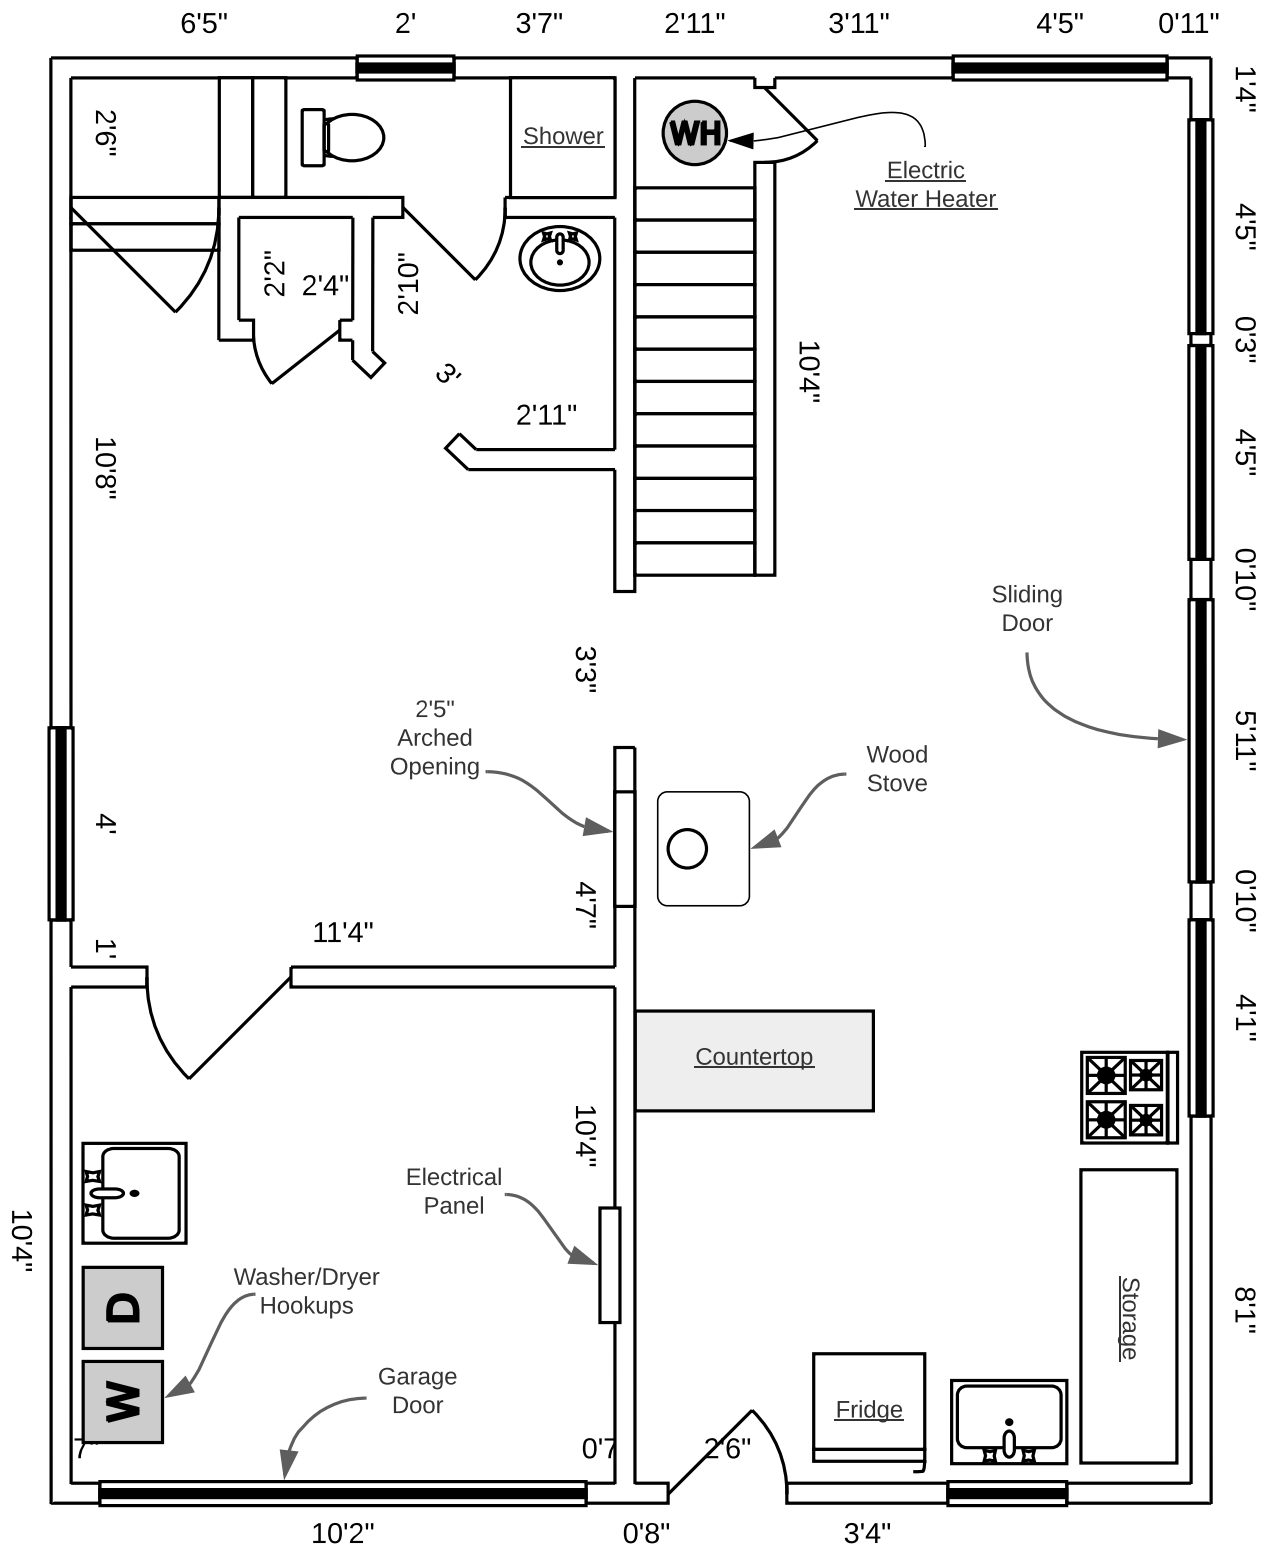 6'5"
2'
3'7"
2'11"
3'11"
4'5"
0'11"
1'4"
2'6"
Shower
WH
Electric
Water Heater
4'5"
2'2"
2'4"
2'10"
0'3"
3'
10'4"
2'11"
10'8"
4'5"
0'10"
Sliding
Door
3'3"
2'5"
Arched
Opening
Wood
Stove
5'11"
4'
4'7"
0'10"
11'4"
1'
4'1"
Countertop
10'4"
Electrical
Panel
10'4"
Washer/Dryer
Hookups
D
Storage
8'1"
Garage
Door
W
Fridge
7"
0'7
2'6"
10'2"
0'8"
3'4"